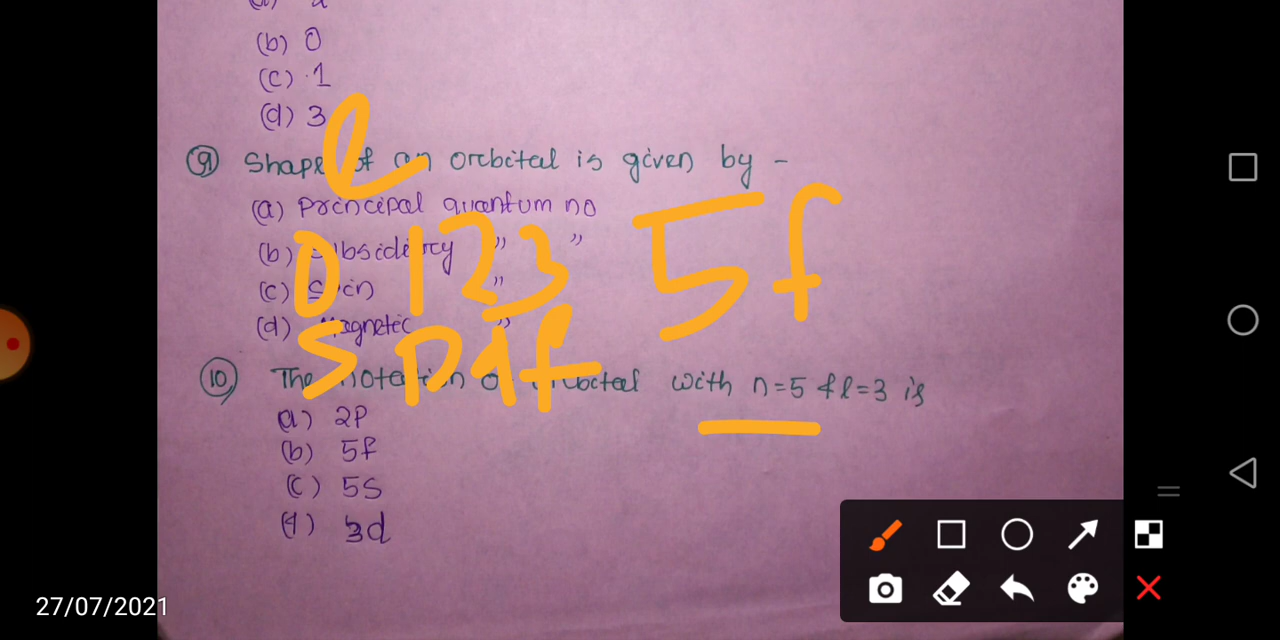 (b) 0
(c) 1
(d) 3
l
(9) Shape of an orbital is given by -
(a) Principal quantum no
(b) Subsidiary " "
(c) Spin "
(d) Magnetic "
0 1 2 3
s p d f
5f
(10) The notation of orbital with n=5 & l=3 is
(a) 2P
(b) 5f
(c) 5S
(d) 3d
27/07/2021